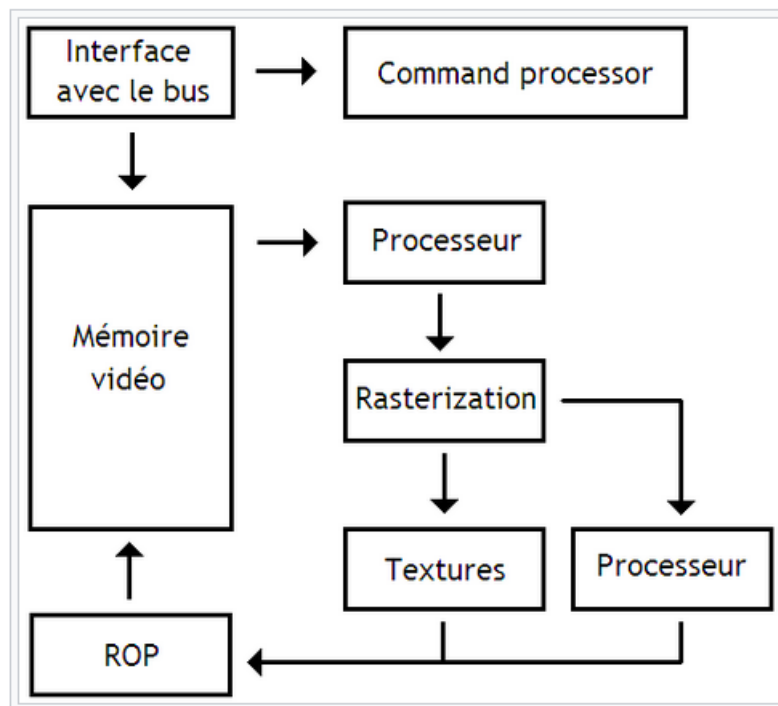 Interface
avec le bus
Command processor
Processeur
Mémoire
vidéo
Rasterization
Textures
Processeur
ROP